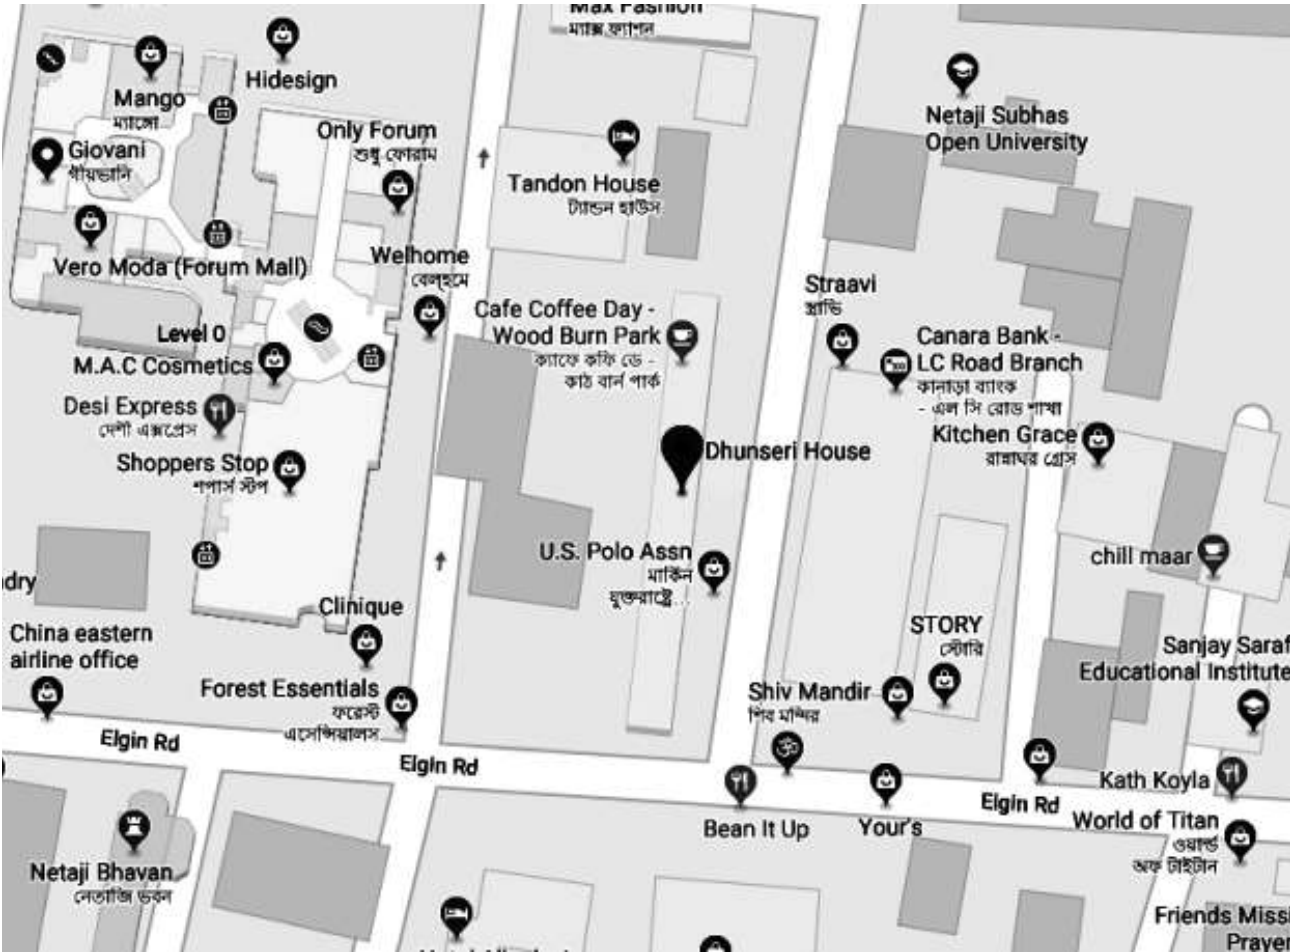 Max Fashion
ম্যাক্স ফ্যাশন
Hidesign
Mango
ম্যাঙ্গো
Netaji Subhas
Open University
Only Forum
শুধু ফোরাম
Giovani
গীয়ভানি
Tandon House
ট্যান্ডন হাউস
Vero Moda (Forum Mall)
Welhome
বেল্হমে
Straavi
স্ট্রাভি
Cafe Coffee Day -
Wood Burn Park
ক্যাফে কফি ডে -
কাঠ বার্ন পার্ক
Level 0
M.A.C Cosmetics
Canara Bank -
LC Road Branch
কানাড়া ব্যাংক
- এল সি রোড শাখা
Desi Express
দেশী এক্সপ্রেস
Kitchen Grace
রান্নাঘর গ্রেস
Dhunseri House
Shoppers Stop
শপার্স স্টপ
U.S. Polo Assn
মার্কিন
যুক্তরাষ্ট্রে...
chill maar
dry
Clinique
China eastern
airline office
STORY
স্টোরি
Sanjay Saraf
Educational Institute
Forest Essentials
ফরেস্ট
এসেন্সিয়ালস
Shiv Mandir
শিব মন্দির
Elgin Rd
Elgin Rd
Elgin Rd
Kath Koyla
Bean It Up
Your's
World of Titan
ওয়ার্ল্ড
অফ টাইটান
Netaji Bhavan
নেতাজি ভবন
Friends Missi
Prayer